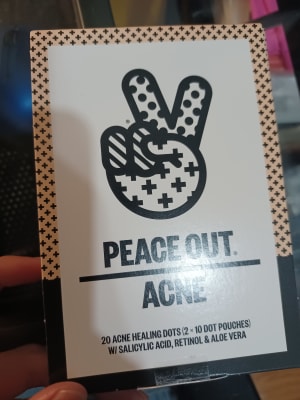 PEACE OUT®
ACNE
20 ACNE HEALING DOTS (2 × 10 DOT POUCHES)
W/ SALICYLIC ACID, RETINOL & ALOE VERA